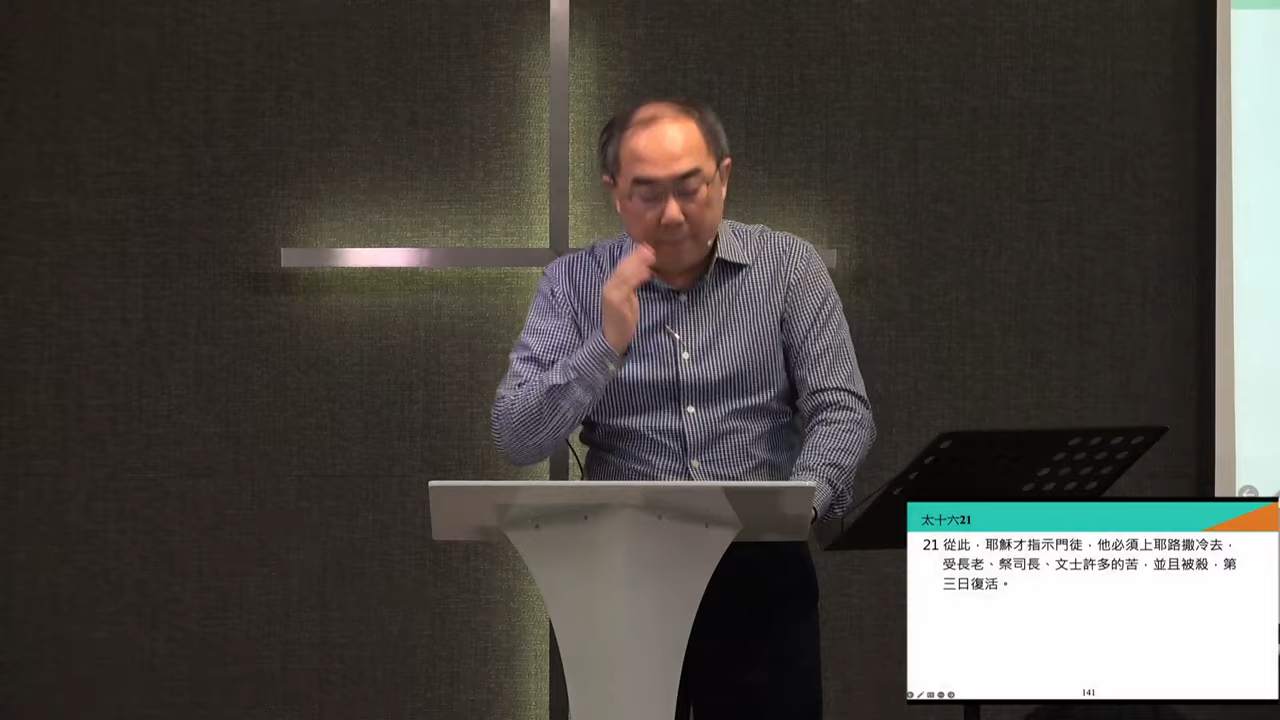 太十六21
21 從此，耶穌才指示門徒，他必須上耶路撒冷去，
受長老、祭司長、文士許多的苦，並且被殺，第
三日復活。
141